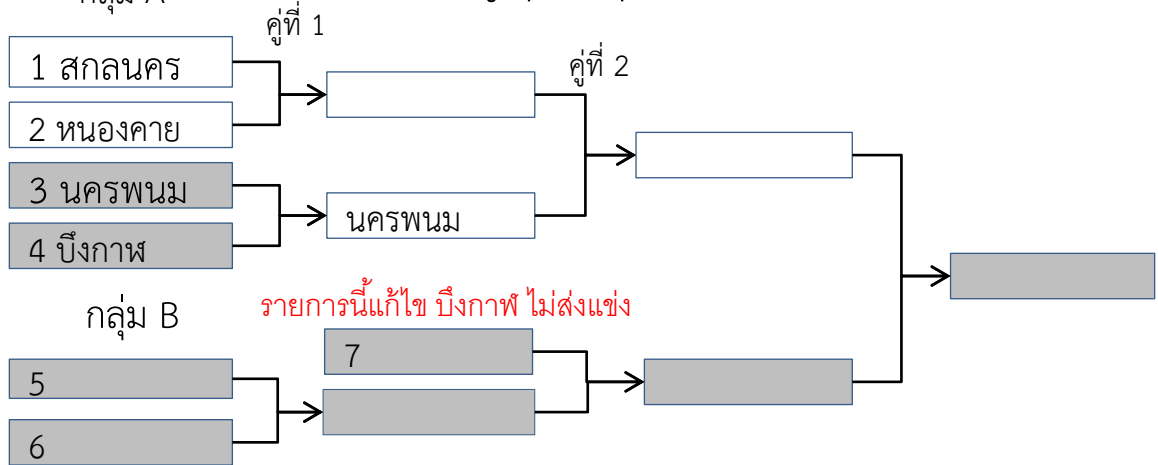 คู่ที่ 1
1 สกลนคร
คู่ที่ 2
2 หนองคาย
3 นครพนม
นครพนม
4 บึงกาฬ
กลุ่ม B
รายการนี้แก้ไข บึงกาฬ ไม่ส่งแข่ง
7
5
6